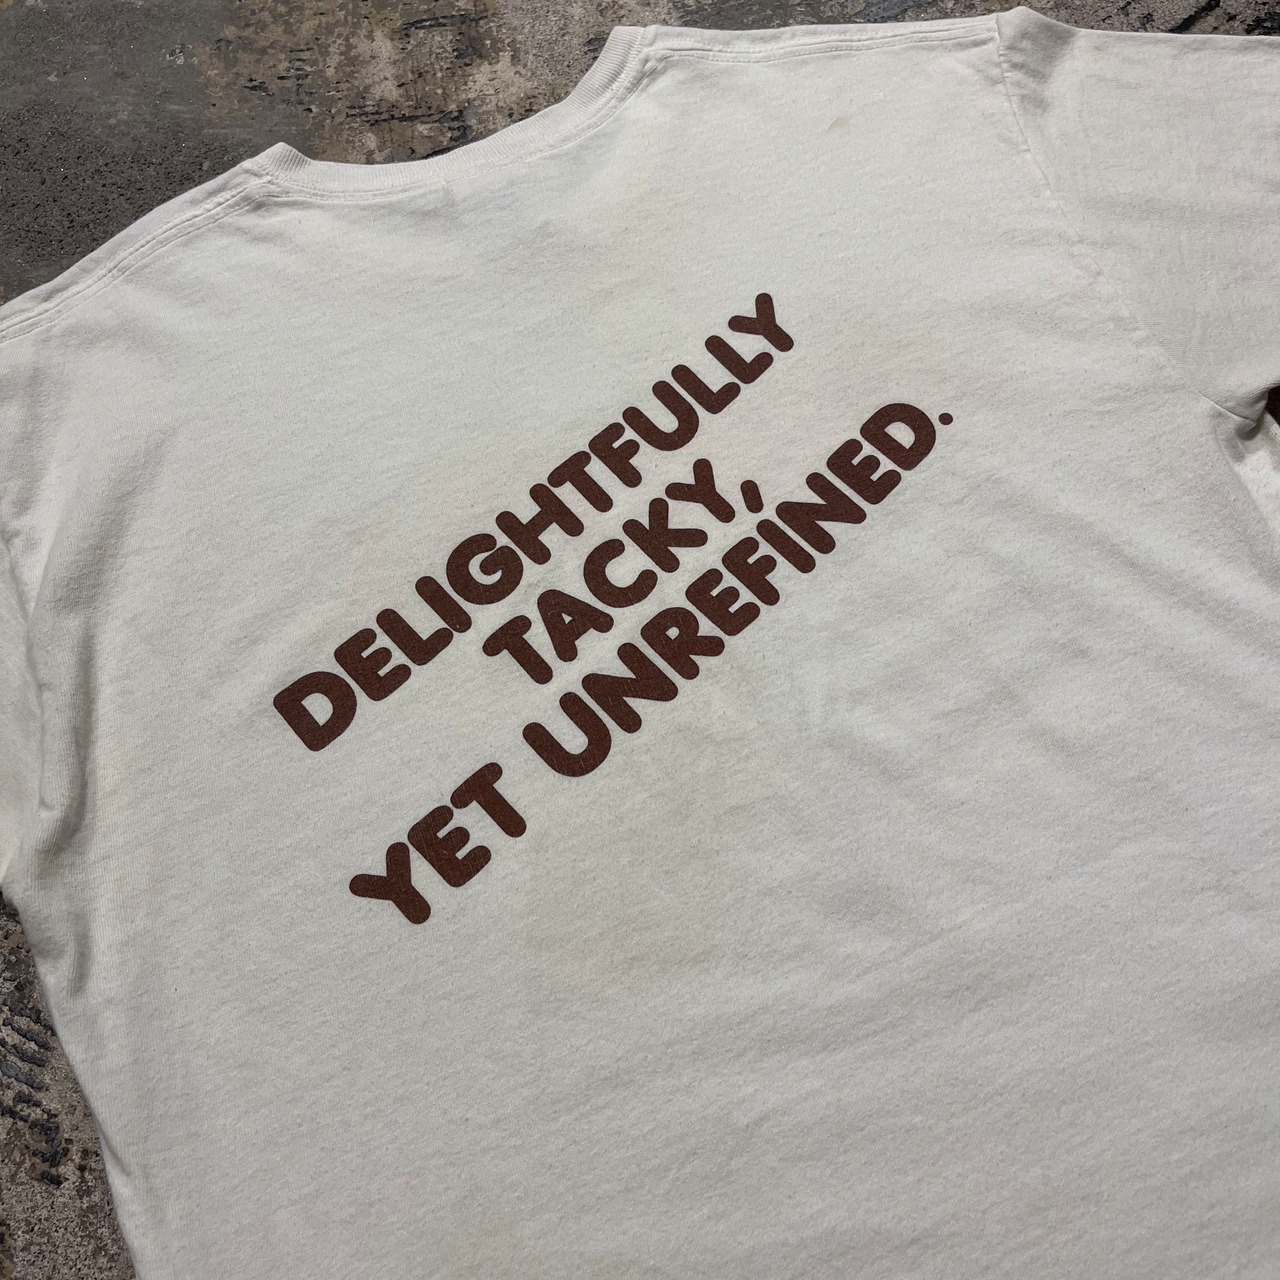 DELIGHTFULLY
TACKY,
YET UNREFINED.